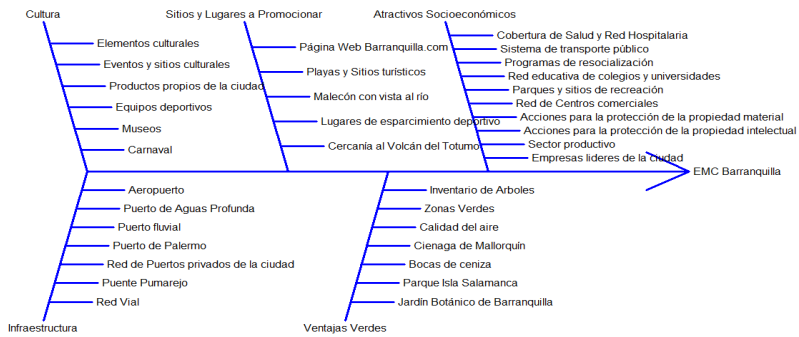 Cultura
Sitios y Lugares a Promocionar
Atractivos Socioeconómicos
Elementos culturales
Eventos y sitios culturales
Productos propios de la ciudad
Equipos deportivos
Museos
Carnaval
Página Web Barranquilla.com
Playas y Sitios turísticos
Malecón con vista al río
Lugares de esparcimiento deportivo
Cercanía al Volcán del Totumo
Cobertura de Salud y Red Hospitalaria
Sistema de transporte público
Programas de resocialización
Red educativa de colegios y universidades
Parques y sitios de recreación
Red de Centros comerciales
Acciones para la protección de la propiedad material
Acciones para la protección de la propiedad intelectual
Sector productivo
Empresas lideres de la ciudad
EMC Barranquilla
Aeropuerto
Puerto de Aguas Profunda
Puerto fluvial
Puerto de Palermo
Red de Puertos privados de la ciudad
Puente Pumarejo
Red Vial
Infraestructura
Inventario de Arboles
Zonas Verdes
Calidad del aire
Cienaga de Mallorquín
Bocas de ceniza
Parque Isla Salamanca
Jardín Botánico de Barranquilla
Ventajas Verdes